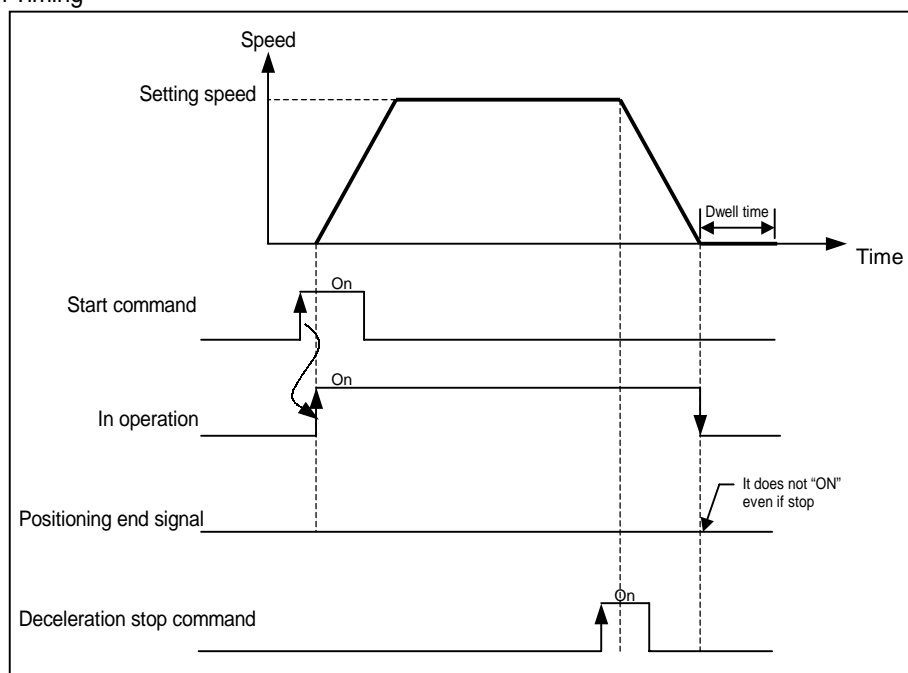 Timing
Speed
Setting speed
Dwell time
Time
On
Start command
On
In operation
It does not “ON”
even if stop
Positioning end signal
On
Deceleration stop command